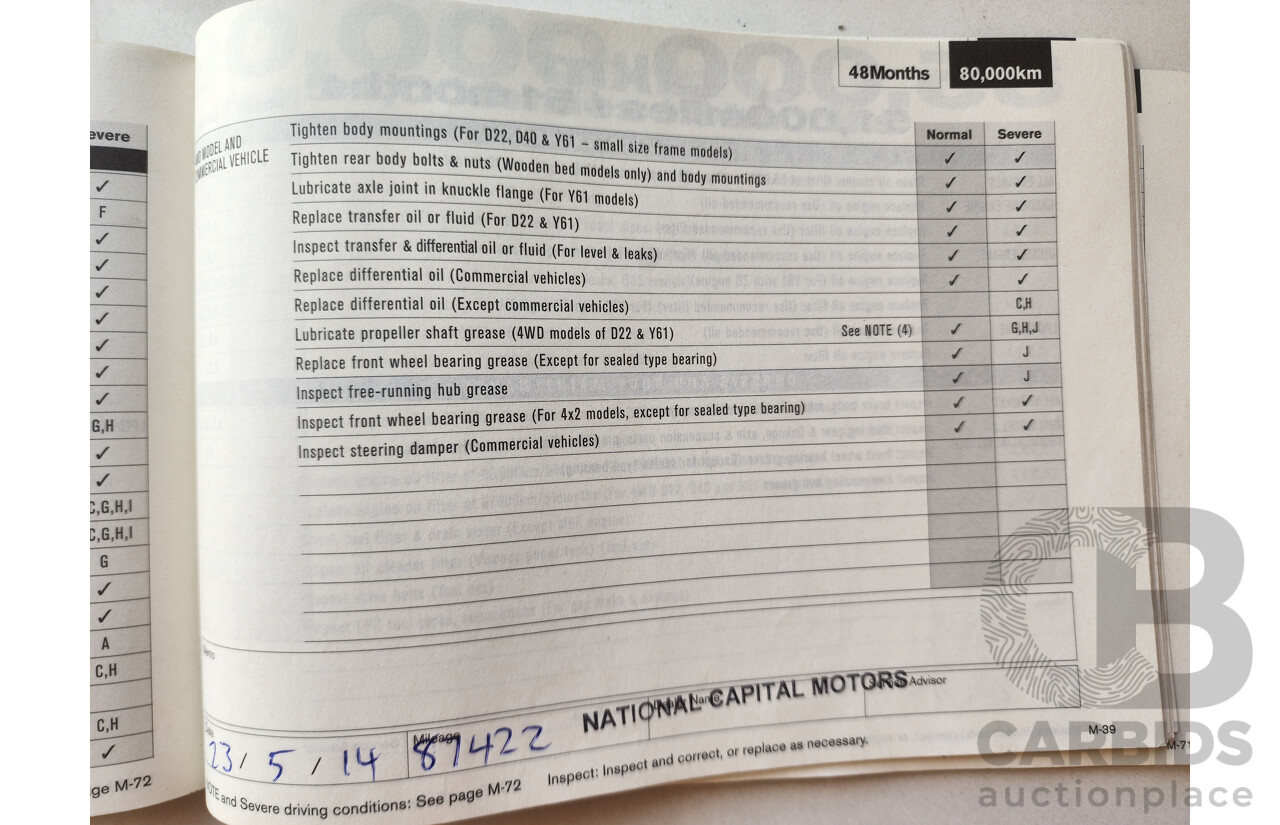 48Months 80,000km
Normal Severe
MODEL AND
COMMERCIAL VEHICLE
Tighten body mountings (For D22, D40 & Y61 – small size frame models) ✓ ✓
Tighten rear body bolts & nuts (Wooden bed models only) and body mountings ✓ ✓
Lubricate axle joint in knuckle flange (For Y61 models) ✓ ✓
Replace transfer oil or fluid (For D22 & Y61) ✓ ✓
Inspect transfer & differential oil or fluid (For level & leaks) ✓ ✓
Replace differential oil (Commercial vehicles) ✓ ✓
Replace differential oil (Except commercial vehicles) C,H
Lubricate propeller shaft grease (4WD models of D22 & Y61) See NOTE (4) ✓ G,H,J
Replace front wheel bearing grease (Except for sealed type bearing) ✓ J
Inspect free-running hub grease ✓ J
Inspect front wheel bearing grease (For 4x2 models, except for sealed type bearing) ✓ ✓
Inspect steering damper (Commercial vehicles) ✓ ✓
Memo
Date Mileage Dealer Name Service Advisor
23/ 5 / 14 87422 NATIONAL CAPITAL MOTORS
NOTE and Severe driving conditions: See page M-72 Inspect: Inspect and correct, or replace as necessary.
M-39
M-71
evere
✓
F
✓
✓
✓
✓
✓
✓
✓
G,H
✓
✓
C,G,H,I
C,G,H,I
G
✓
✓
A
C,H
C,H
✓
ge M-72
CARBIDS
auctionplace